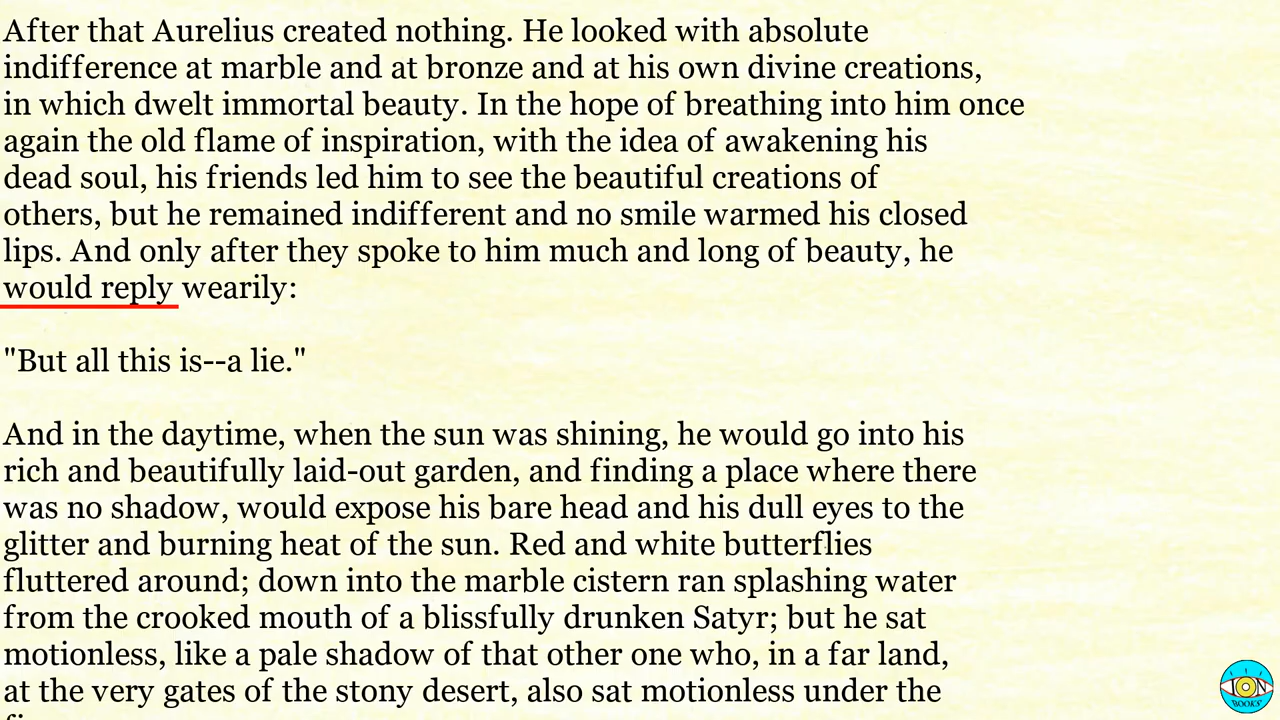 After that Aurelius created nothing. He looked with absolute
indifference at marble and at bronze and at his own divine creations,
in which dwelt immortal beauty. In the hope of breathing into him once
again the old flame of inspiration, with the idea of awakening his
dead soul, his friends led him to see the beautiful creations of
others, but he remained indifferent and no smile warmed his closed
lips. And only after they spoke to him much and long of beauty, he
would reply wearily:
"But all this is--a lie."
And in the daytime, when the sun was shining, he would go into his
rich and beautifully laid-out garden, and finding a place where there
was no shadow, would expose his bare head and his dull eyes to the
glitter and burning heat of the sun. Red and white butterflies
fluttered around; down into the marble cistern ran splashing water
from the crooked mouth of a blissfully drunken Satyr; but he sat
motionless, like a pale shadow of that other one who, in a far land,
at the very gates of the stony desert, also sat motionless under the
ION
BOOKS